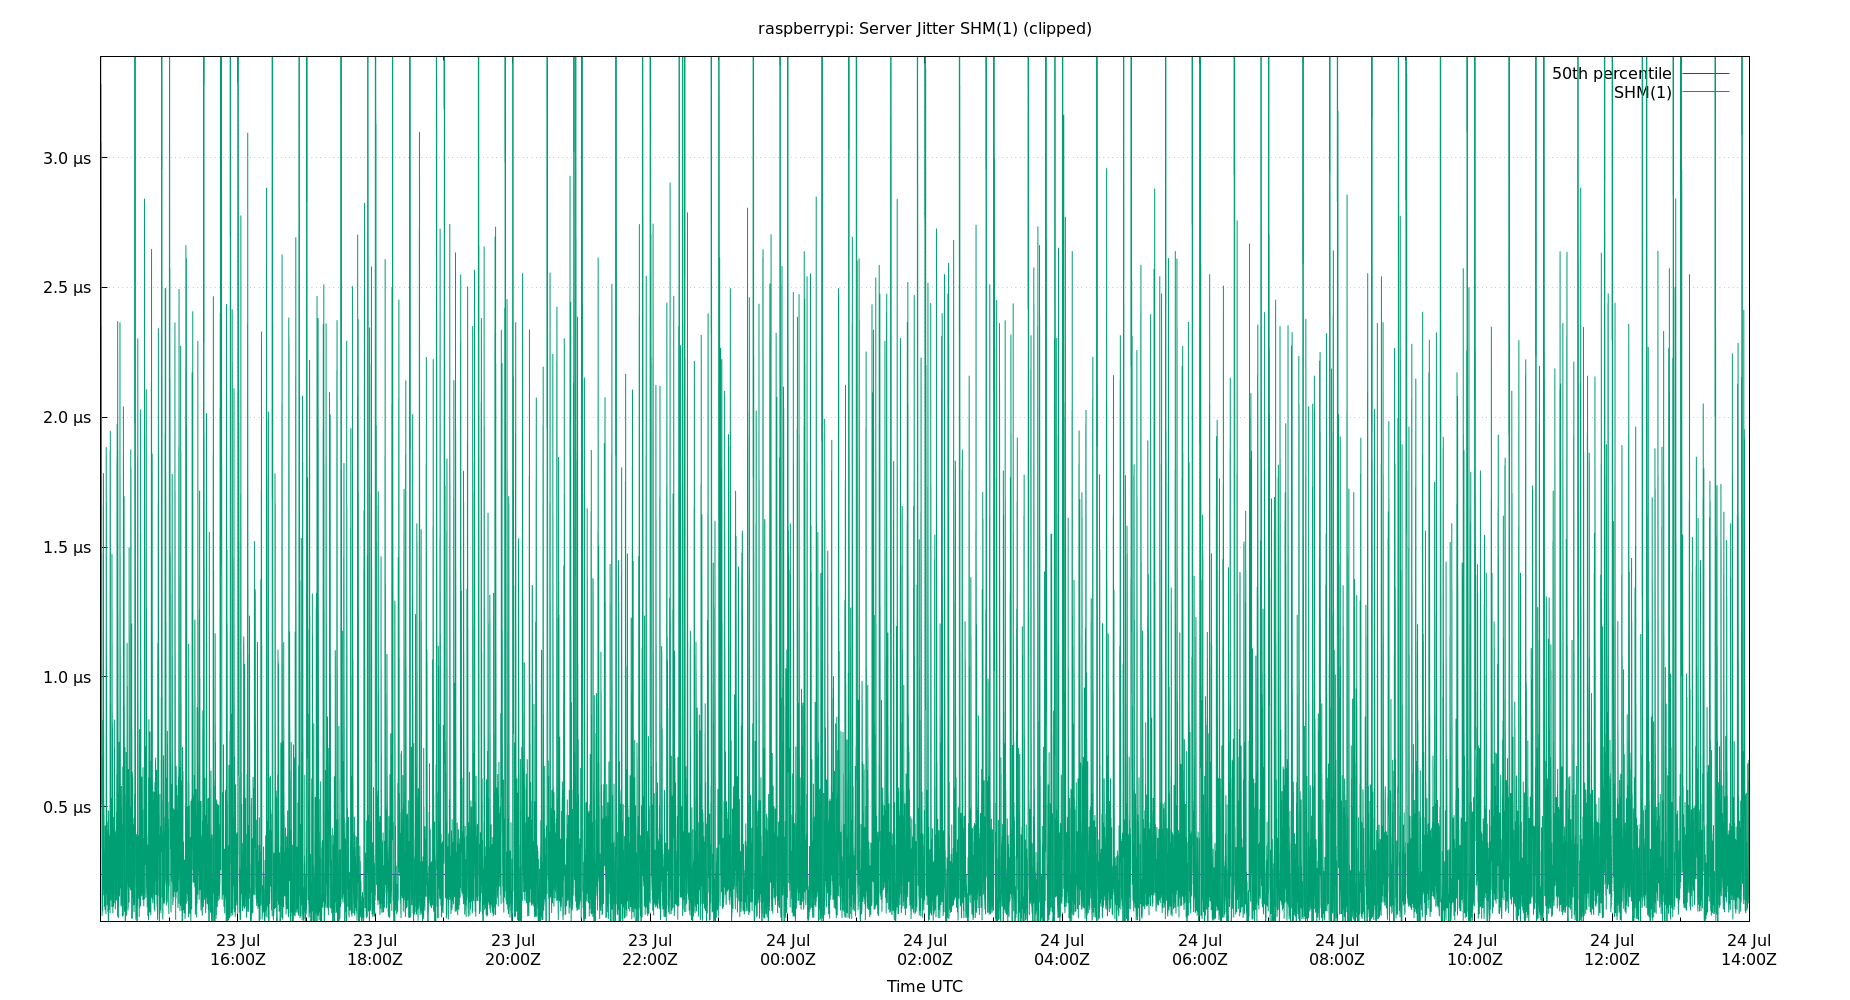 raspberrypi: Server Jitter SHM(1) (clipped)
50th percentile
SHM(1)
3.0 μs
2.5 μs
2.0 μs
1.5 μs
1.0 μs
0.5 μs
23 Jul 23 Jul 23 Jul 23 Jul 24 Jul 24 Jul 24 Jul 24 Jul 24 Jul 24 Jul 24 Jul 24 Jul
16:00Z 18:00Z 20:00Z 22:00Z 00:00Z 02:00Z 04:00Z 06:00Z 08:00Z 10:00Z 12:00Z 14:00Z
Time UTC